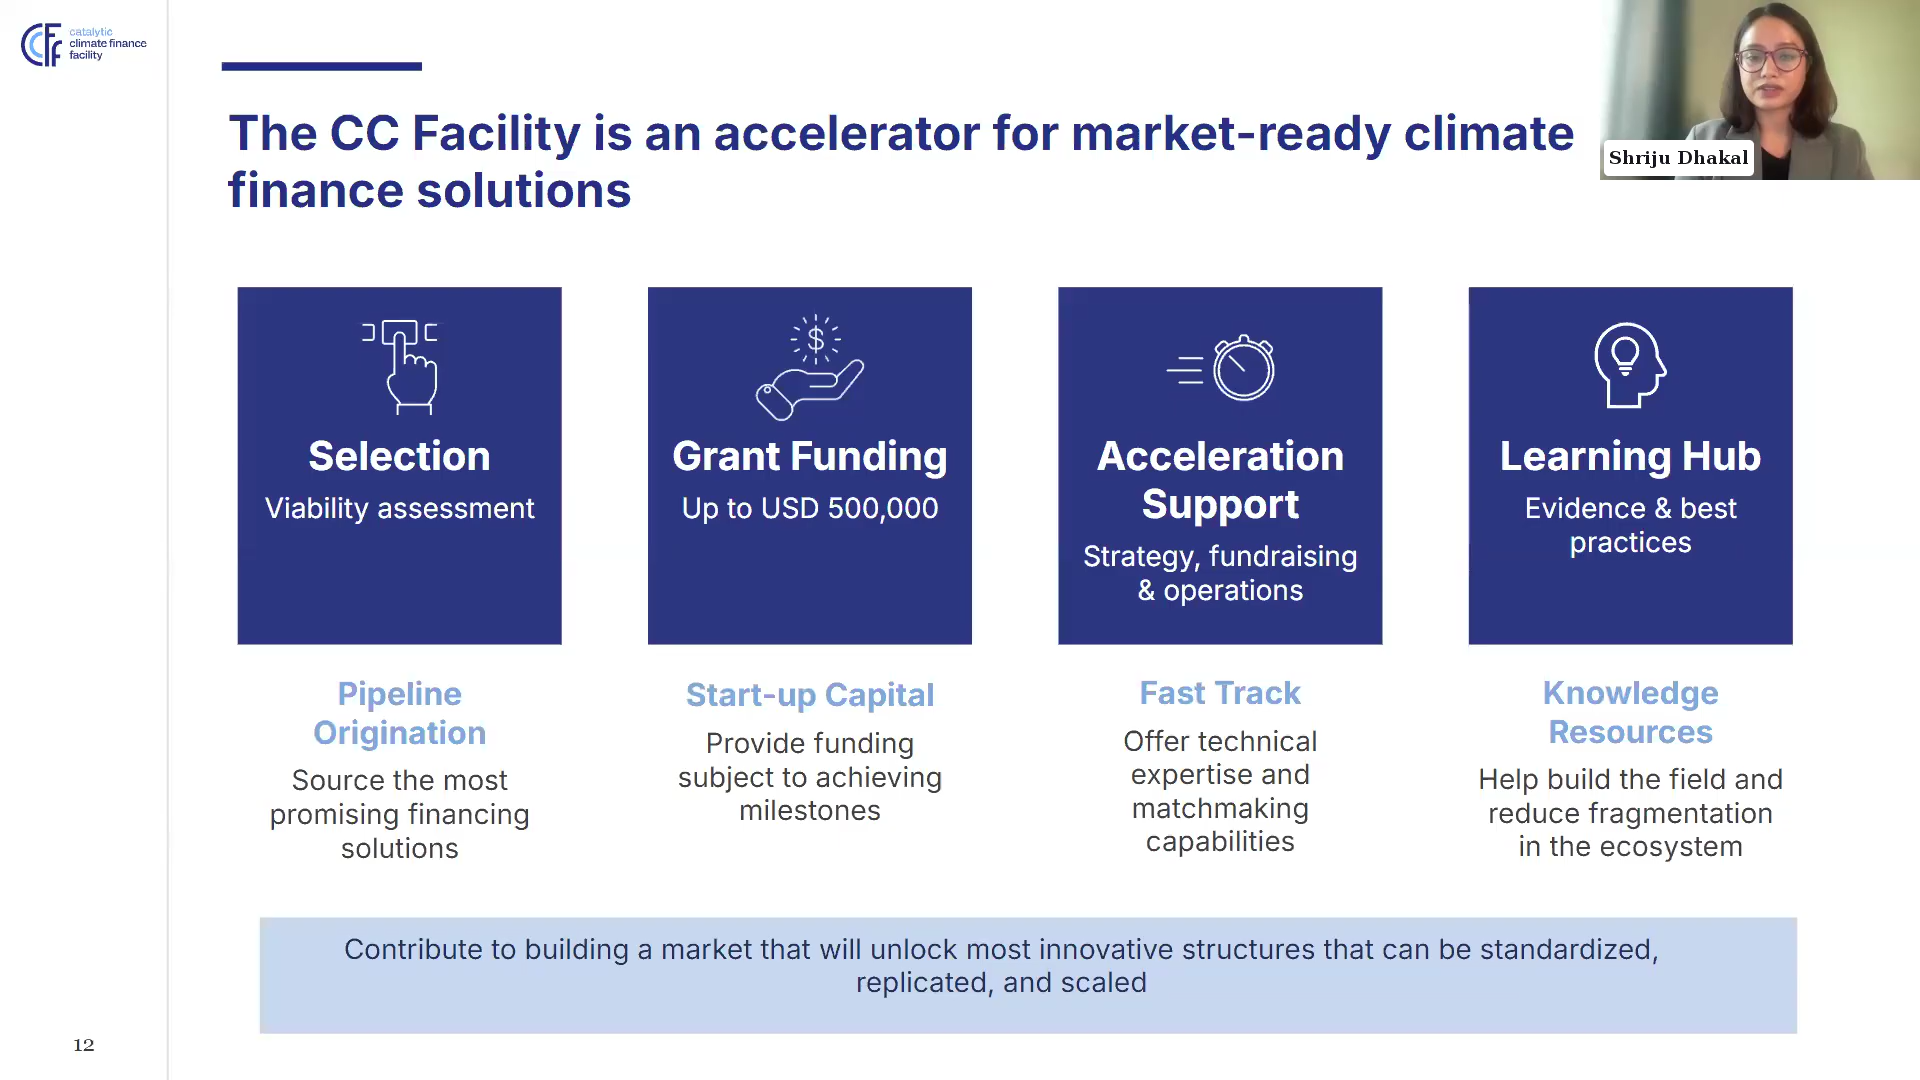 catalytic
climate finance
facility
The CC Facility is an accelerator for market-ready climate
finance solutions
Shriju Dhakal
Selection
Viability assessment
Grant Funding
Up to USD 500,000
Acceleration
Support
Strategy, fundraising
& operations
Learning Hub
Evidence & best
practices
Pipeline
Origination
Source the most
promising financing
solutions
Start-up Capital
Provide funding
subject to achieving
milestones
Fast Track
Offer technical
expertise and
matchmaking
capabilities
Knowledge
Resources
Help build the field and
reduce fragmentation
in the ecosystem
Contribute to building a market that will unlock most innovative structures that can be standardized,
replicated, and scaled
12